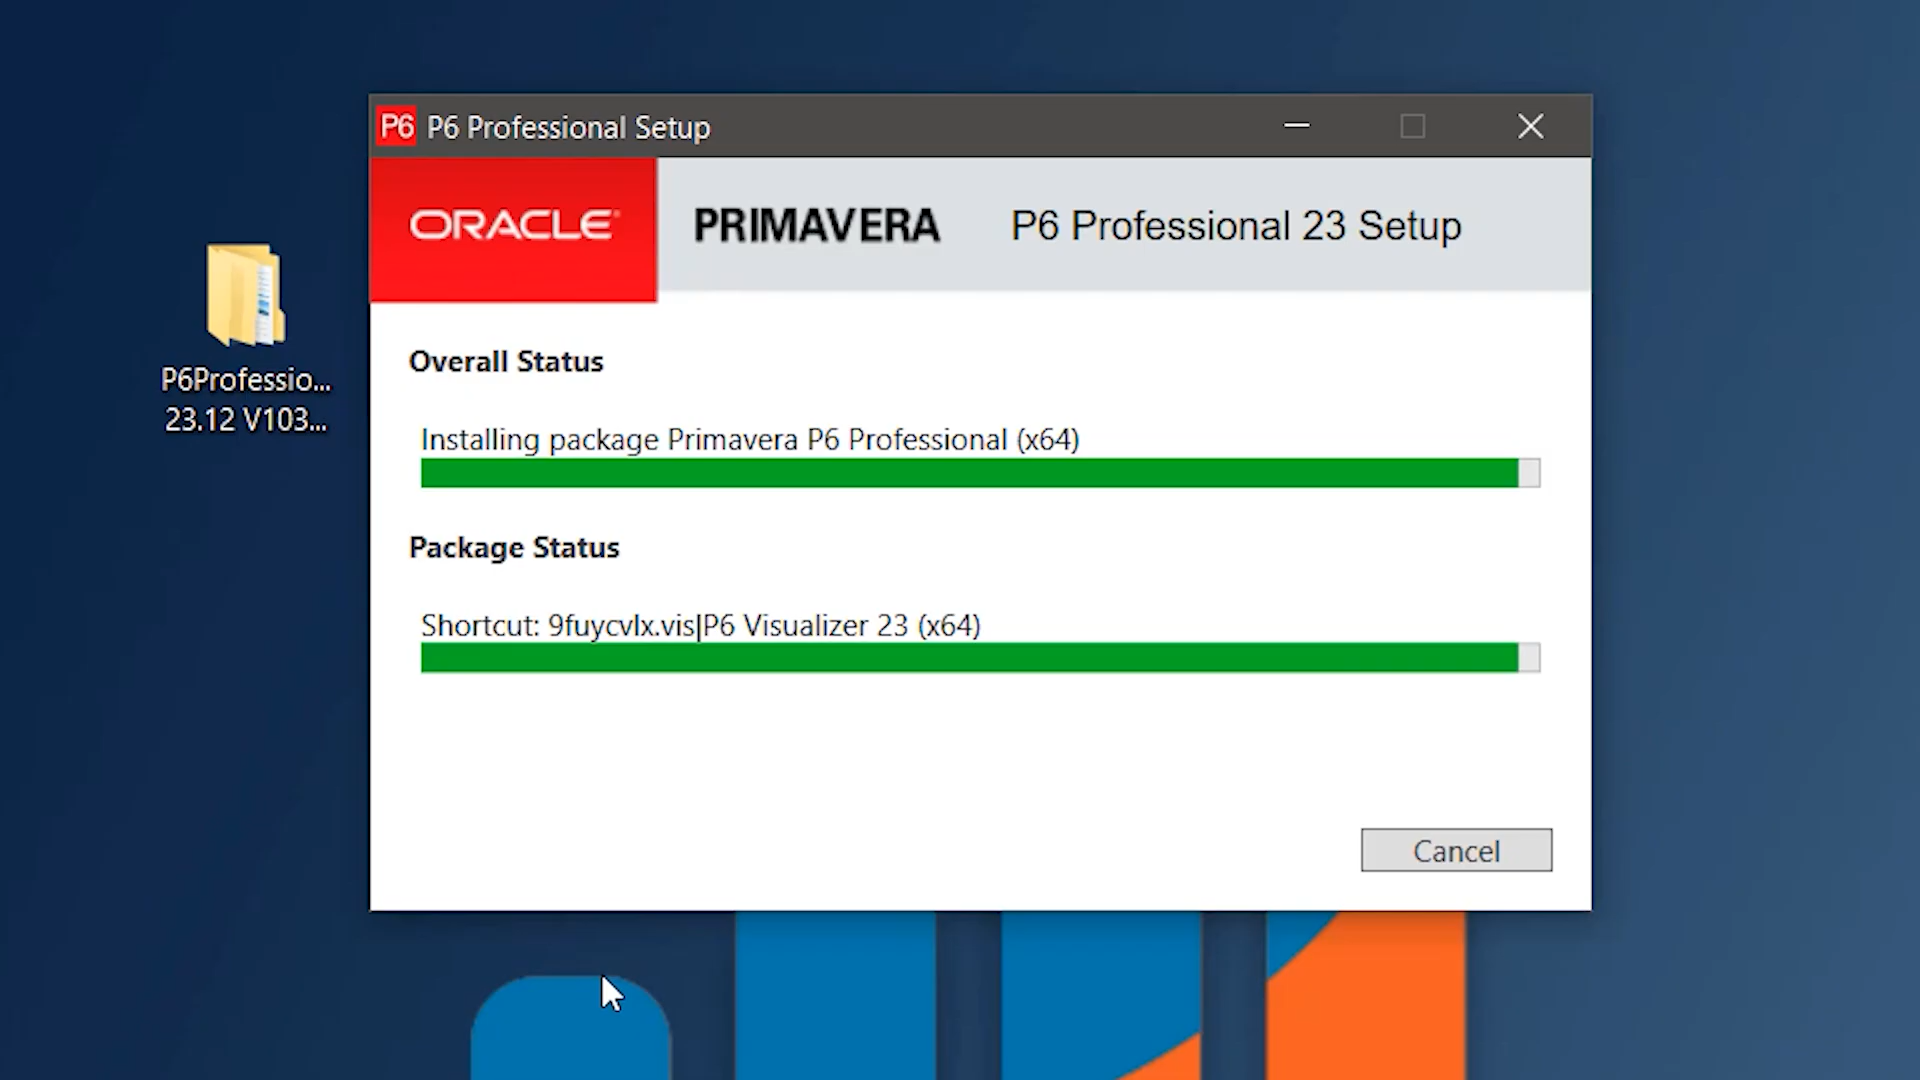 P6 P6 Professional Setup
ORACLE® PRIMAVERA P6 Professional 23 Setup
P6Professio...
23.12 V103...
Overall Status
Installing package Primavera P6 Professional (x64)
Package Status
Shortcut: 9fuycvlx.vis|P6 Visualizer 23 (x64)
Cancel